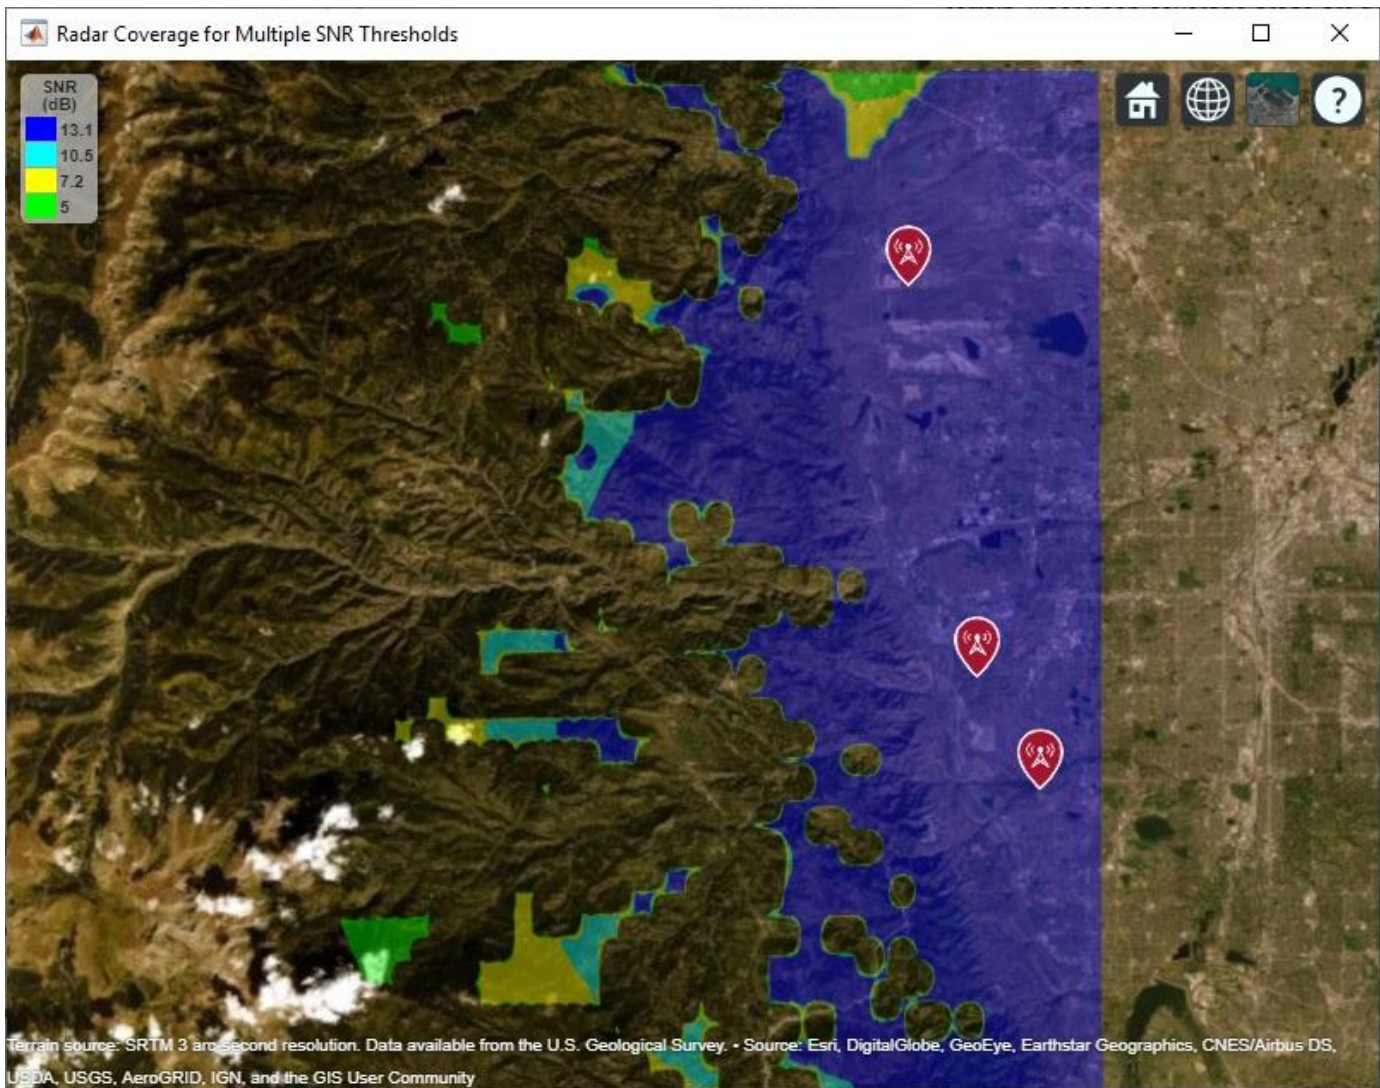 Radar Coverage for Multiple SNR Thresholds
SNR
(dB)
13.1
10.5
7.2
5
?
Terrain source: SRTM 3 arc-second resolution. Data available from the U.S. Geological Survey. • Source: Esri, DigitalGlobe, GeoEye, Earthstar Geographics, CNES/Airbus DS,
USDA, USGS, AeroGRID, IGN, and the GIS User Community